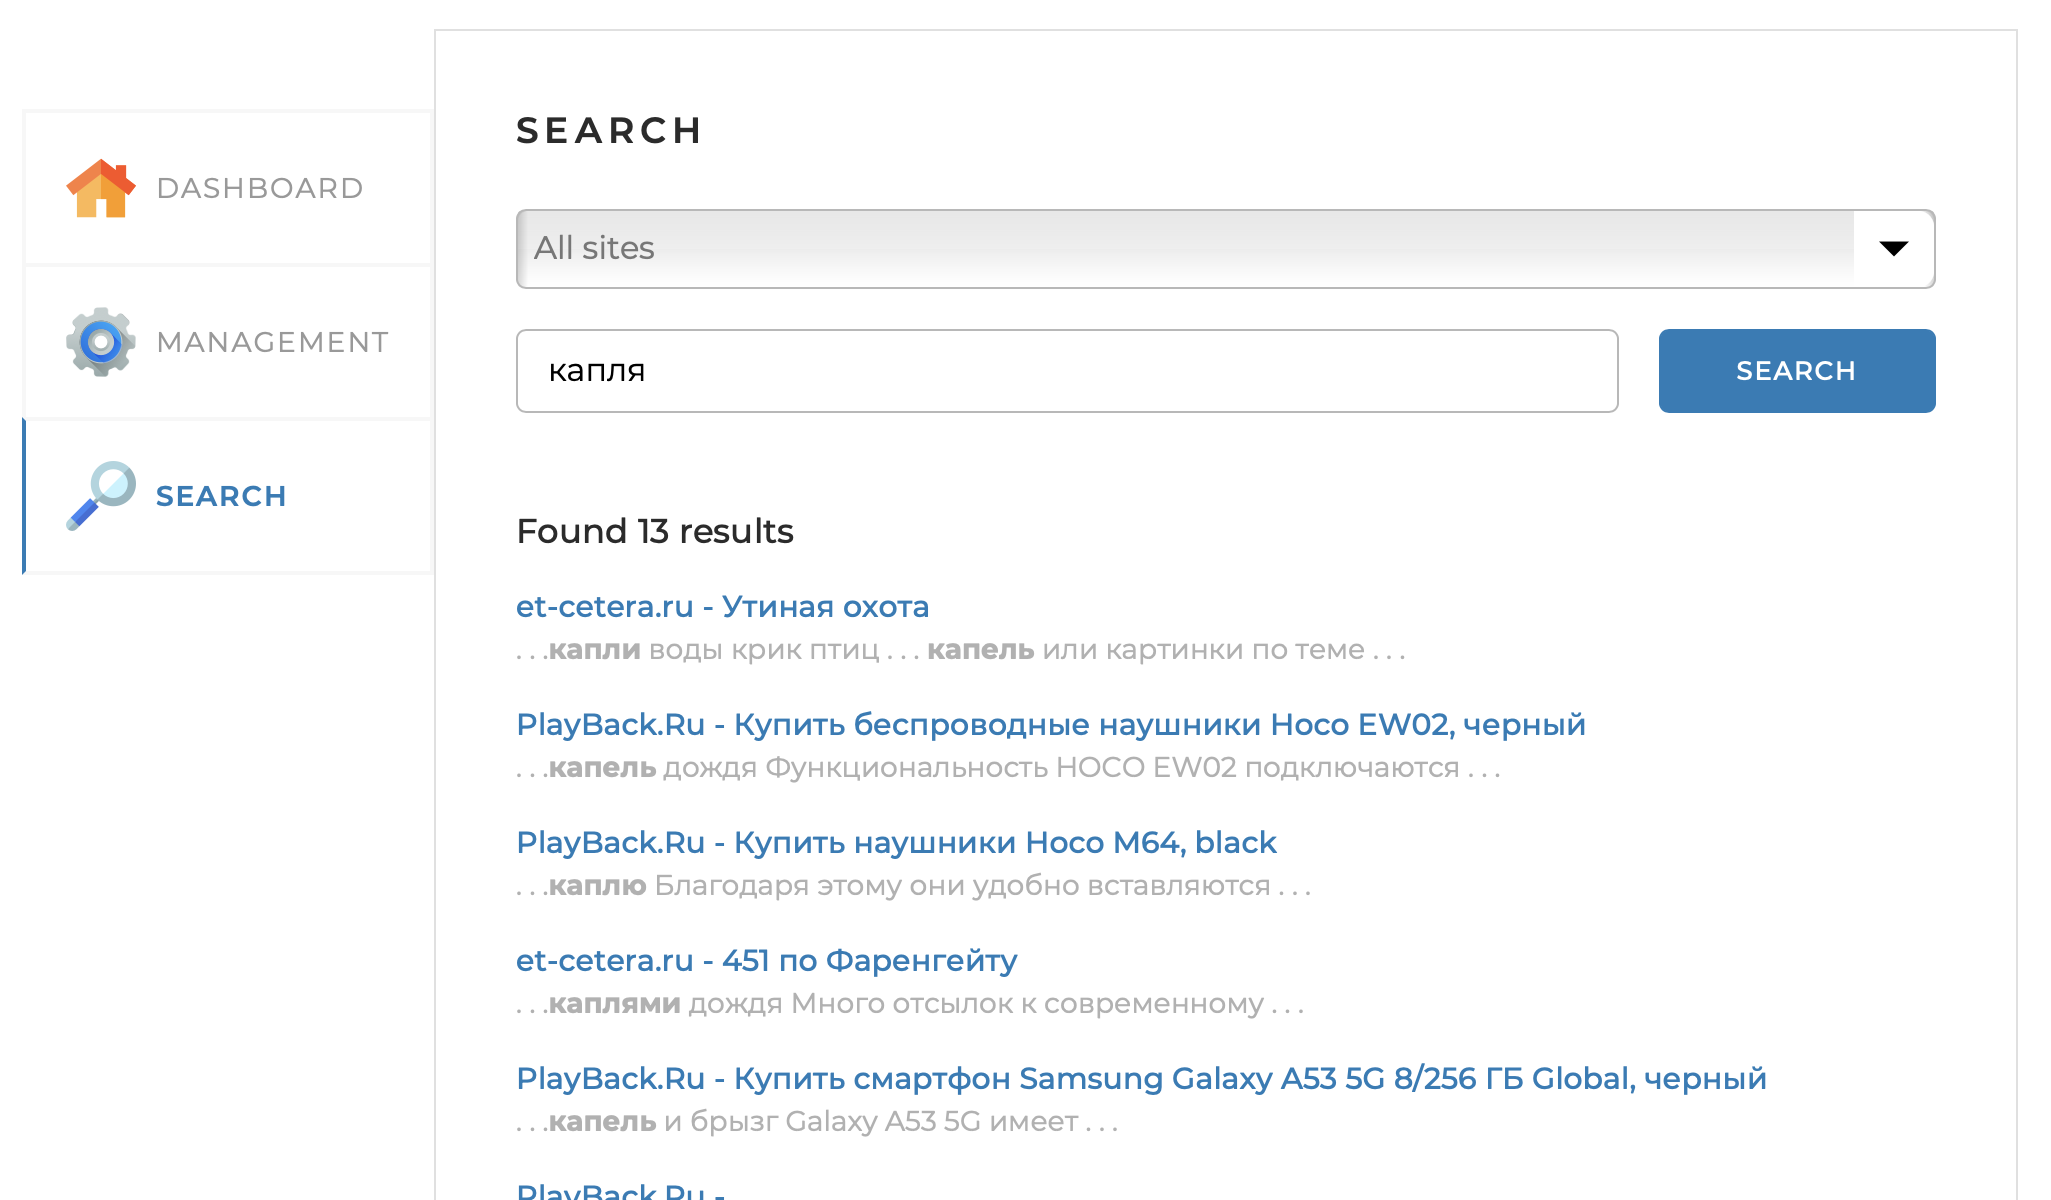 DASHBOARD
MANAGEMENT
SEARCH
SEARCH
All sites
капля
SEARCH
Found 13 results
et-cetera.ru - Утиная охота
. . .капли воды крик птиц . . . капель или картинки по теме . . .
PlayBack.Ru - Купить беспроводные наушники Hoco EW02, черный
. . .капель дождя Функциональность HOCO EW02 подключаются . . .
PlayBack.Ru - Купить наушники Hoco M64, black
. . .каплю Благодаря этому они удобно вставляются . . .
et-cetera.ru - 451 по Фаренгейту
. . .каплями дождя Много отсылок к современному . . .
PlayBack.Ru - Купить смартфон Samsung Galaxy A53 5G 8/256 ГБ Global, черный
. . .капель и брызг Galaxy A53 5G имеет . . .
PlayBack.Ru -